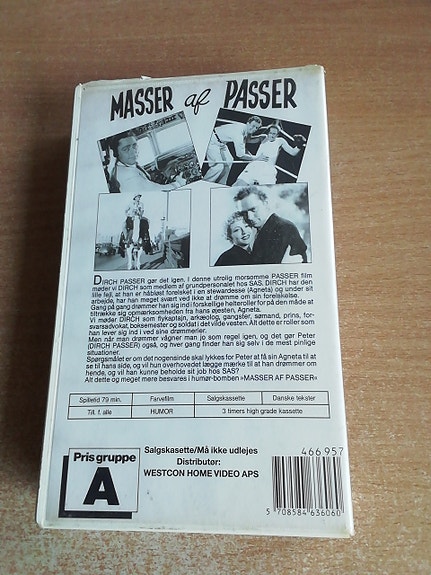 MASSER af PASSER
DIRCH PASSER gør det igen. I denne utrolig morsomme PASSER film
møder vi DIRCH som medlem af grundpersonalet hos SAS. DIRCH har den
lille fejl, at han er håbløst forelsket i en stewardesse (Agneta) og under sit
arbejde, har han meget svært ved ikke at drømme om sin forelskelse.
Gang på gang drømmer han sig ind i forskellige helteroller for på den måde at
tiltrække sig opmærksomheden fra hans øjesten, Agneta.
Vi møder DIRCH som flykaptajn, arkæolog, gangster, sømand, prins, for-
svarsadvokat, boksemester og soldat i det vilde vesten. Alt dette er roller som
han lever sig ind i ved sine drømmerier.
Men når man drømmer vågner man jo som regel igen, og det gør Peter
(DIRCH PASSER) også, og hver gang finder han sig selv i de mest pinlige
situationer.
Spørgsmålet er om det nogensinde skal lykkes for Peter at få sin Agneta til at
se til hans side, og vil hun overhovedet lægge mærke til at han drømmer om
hende, og vil han kunne beholde sit job hos SAS?
Alt dette og meget mere besvares i humør-bomben »MASSER AF PASSER«
Spilletid 79 min. Farvefilm Salgskassette Danske tekster
Till. f. alle HUMOR 3 timers high grade kassette
Prisgruppe
A
Salgskasette/Må ikke udlejes
Distributør:
WESTCON HOME VIDEO APS
466957
5 708584 636060